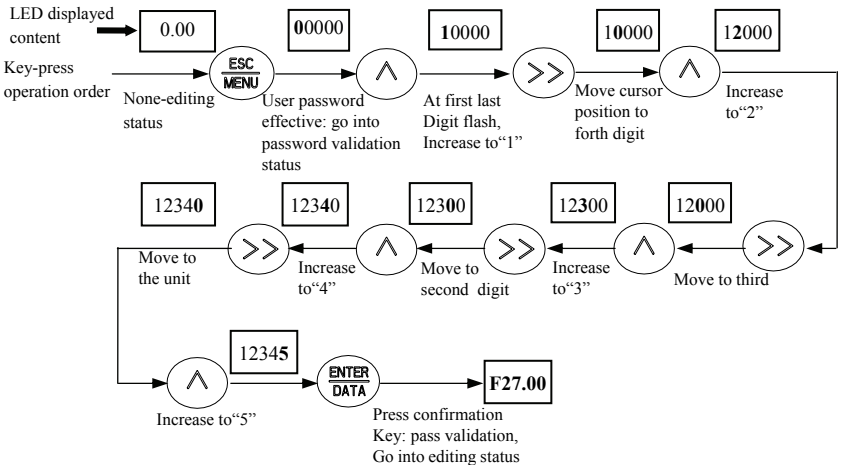 LED displayed
content
0.00
Key-press
operation order
None-editing
status
ESC
MENU
00000
User password
effective: go into
password validation
status
∧
10000
At first last
Digit flash,
Increase to“1”
>>
10000
Move cursor
position to
forth digit
∧
12000
Increase
to“2”
>>
12000
Move to third
∧
12300
Increase
to“3”
>>
12300
Move to
second digit
∧
12340
Increase
to“4”
>>
12340
Move to
the unit
∧
12345
Increase to“5”
ENTER
DATA
F27.00
Press confirmation
Key: pass validation,
Go into editing status